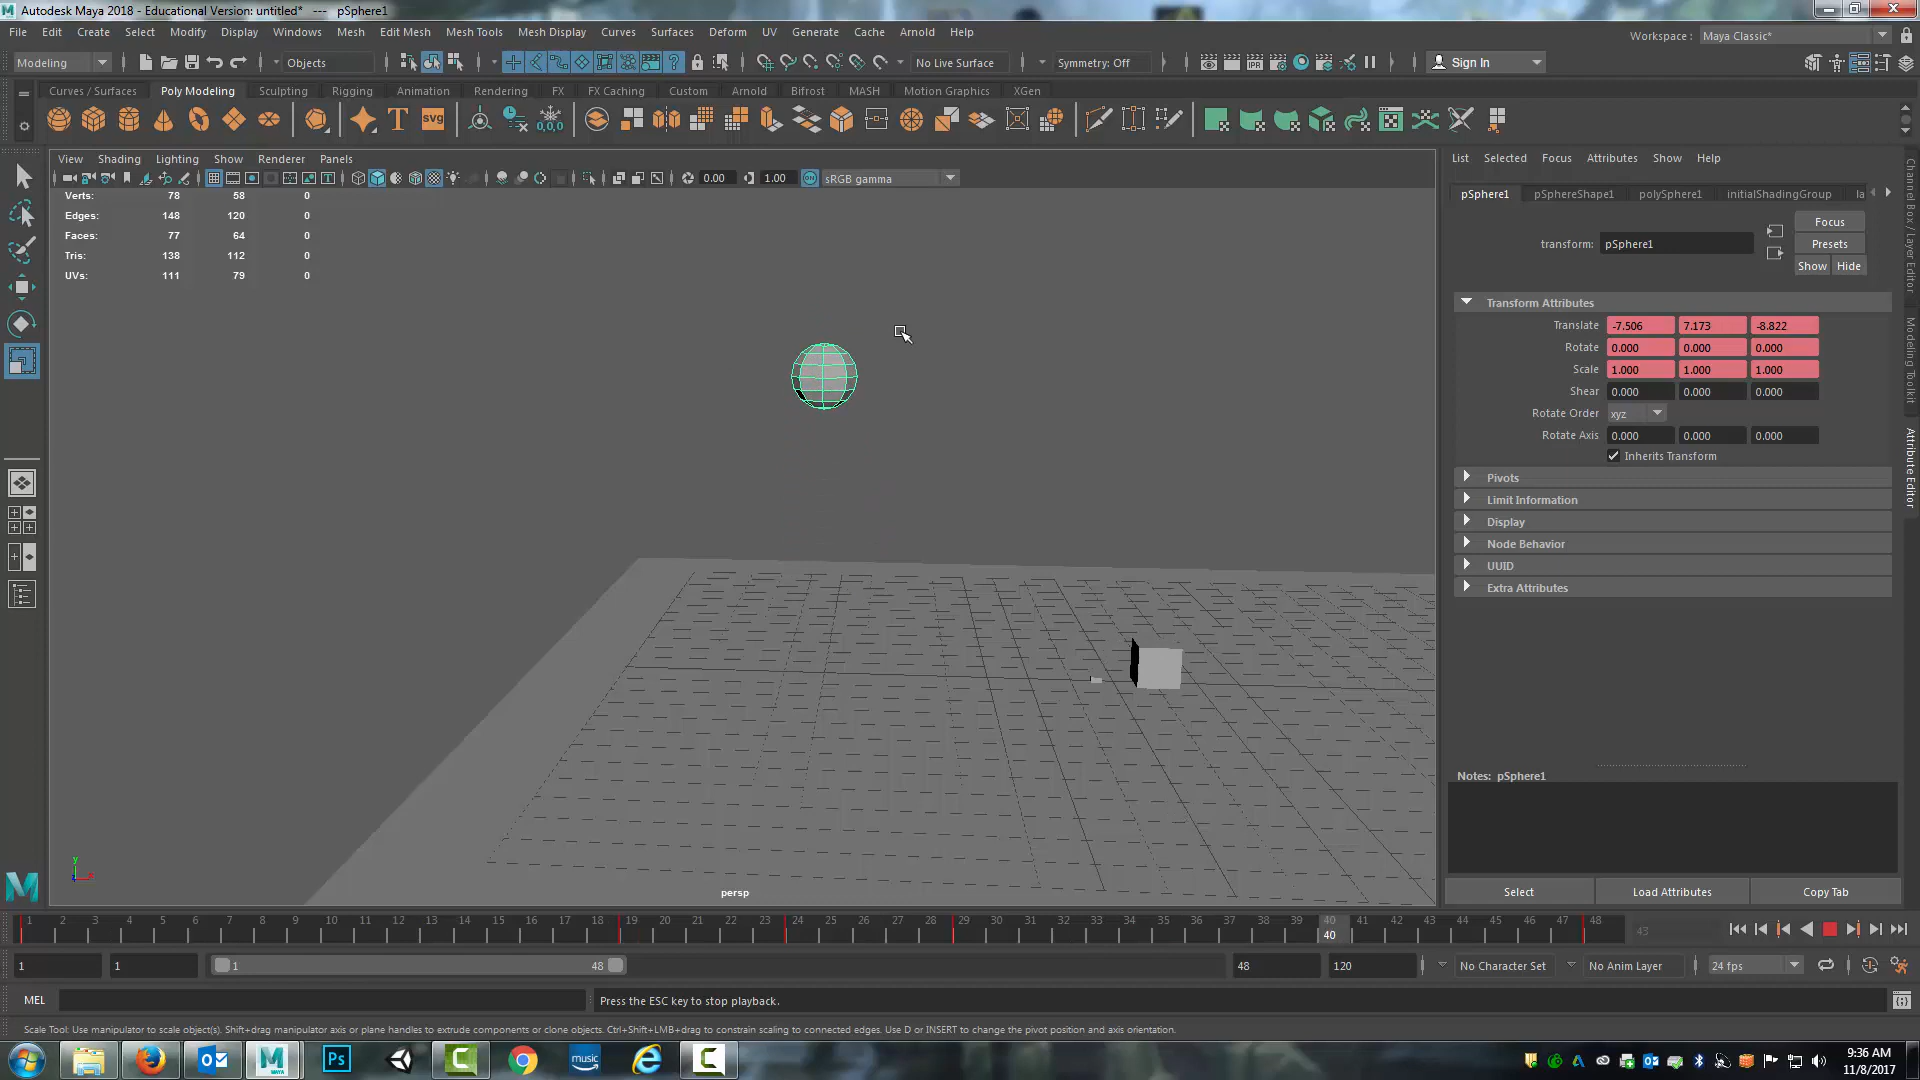 Autodesk Maya 2018 - Educational Version: untitled* --- pSphere1
File Edit Create Select Modify Display Windows Mesh Edit Mesh Mesh Tools Mesh Display Curves Surfaces Deform UV Generate Cache Arnold Help
Workspace : Maya Classic*
Modeling Objects No Live Surface Symmetry: Off Sign In
Curves / Surfaces Poly Modeling Sculpting Rigging Animation Rendering FX FX Caching Custom Arnold Bifrost MASH Motion Graphics XGen
View Shading Lighting Show Renderer Panels
0.00 1.00 sRGB gamma
Verts: 78 58 0
Edges: 148 120 0
Faces: 77 64 0
Tris: 138 112 0
UVs: 111 79 0
persp
List Selected Focus Attributes Show Help
pSphere1 pSphereShape1 polySphere1 initialShadingGroup la
transform: pSphere1
Focus
Presets
Show Hide
Transform Attributes
Translate -7.506 7.173 -8.822
Rotate 0.000 0.000 0.000
Scale 1.000 1.000 1.000
Shear 0.000 0.000 0.000
Rotate Order xyz
Rotate Axis 0.000 0.000 0.000
Inherits Transform
Pivots
Limit Information
Display
Node Behavior
UUID
Extra Attributes
Notes: pSphere1
Select Load Attributes Copy Tab
Channel Box / Layer Editor
Modeling Toolkit
Attribute Editor
1 2 3 4 5 6 7 8 9 10 11 12 13 14 15 16 17 18 19 20 21 22 23 24 25 26 27 28 29 30 31 32 33 34 35 36 37 38 39 40 41 42 43 44 45 46 47 48
40
43
1 1 1 48 48 120 No Character Set No Anim Layer 24 fps
MEL Press the ESC key to stop playback.
Scale Tool: Use manipulator to scale object(s). Shift+drag manipulator axis or plane handles to extrude components or clone objects. Ctrl+Shift+LMB+drag to constrain scaling to connected edges. Use D or INSERT to change the pivot position and axis orientation.
9:36 AM
11/8/2017